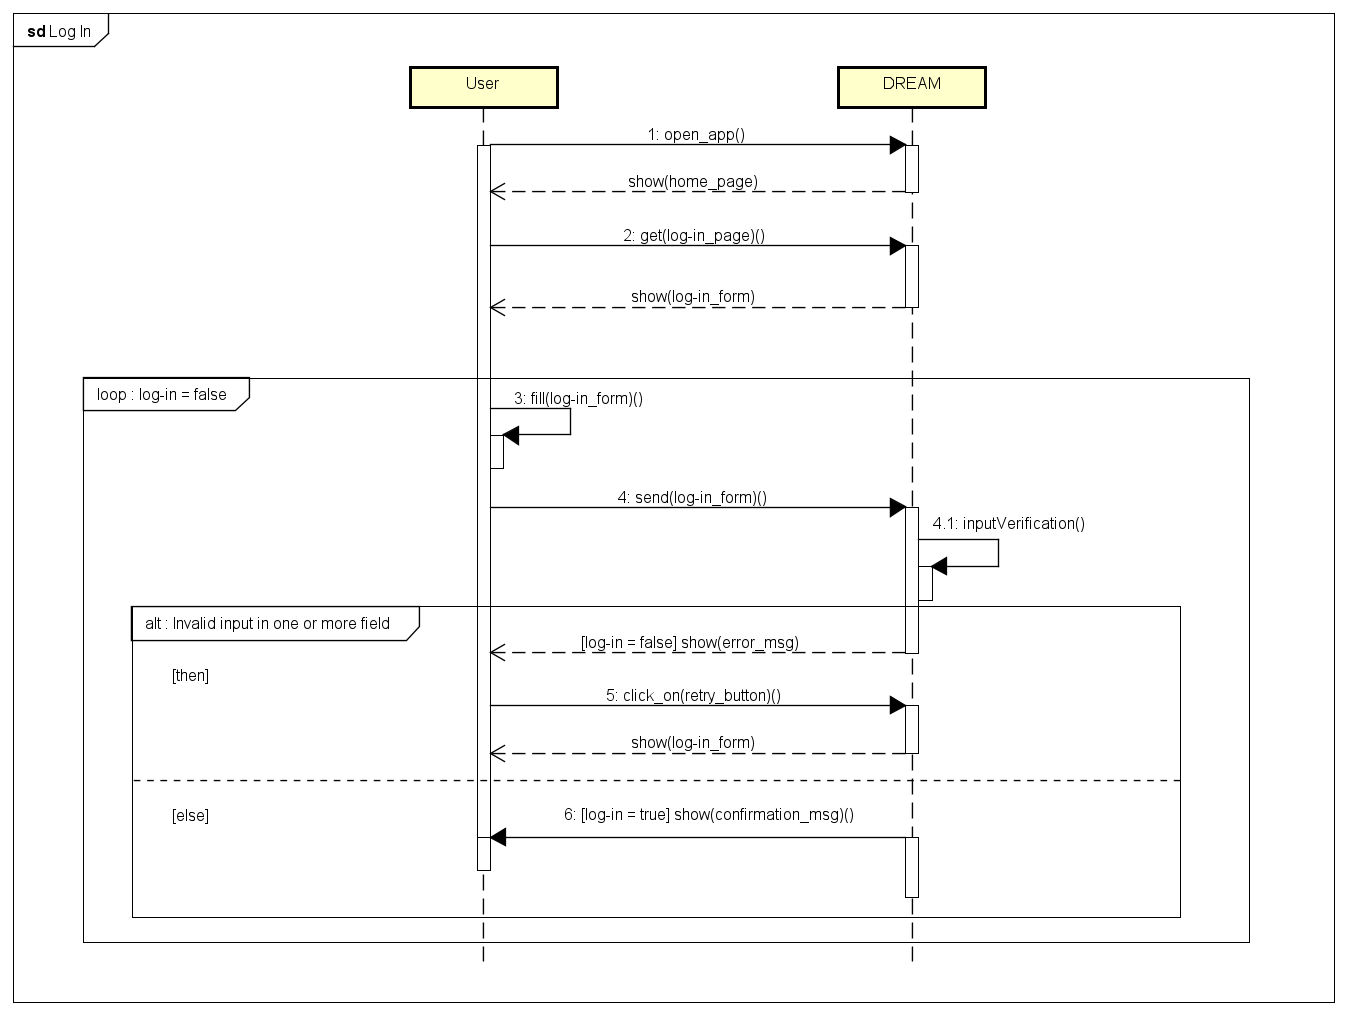 sd Log In
User
DREAM
1: open_app()
show(home_page)
2: get(log-in_page)()
show(log-in_form)
loop : log-in = false
3: fill(log-in_form)()
4: send(log-in_form)()
4.1: inputVerification()
alt : Invalid input in one or more field
[log-in = false] show(error_msg)
[then]
5: click_on(retry_button)()
show(log-in_form)
[else]
6: [log-in = true] show(confirmation_msg)()